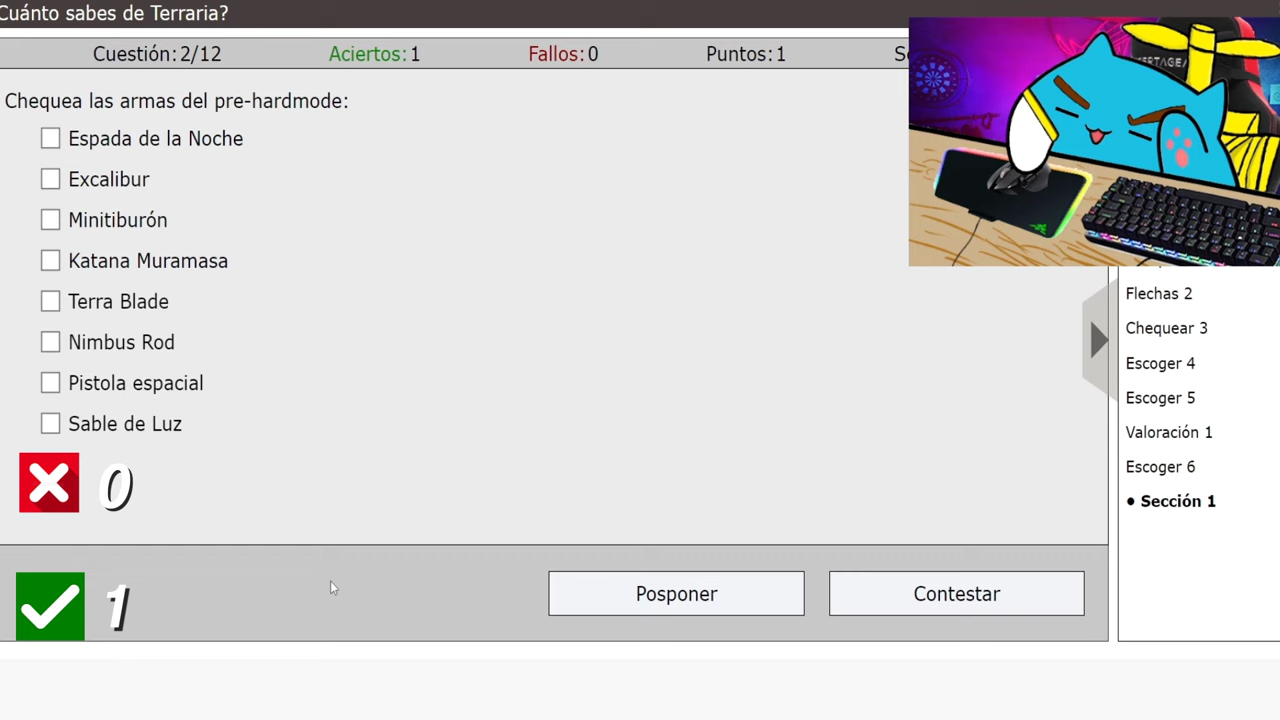 Cuánto sabes de Terraria?
Cuestión:2/12 Aciertos:1 Fallos:0 Puntos:1
Chequea las armas del pre-hardmode:
Espada de la Noche
Excalibur
Minitiburón
Katana Muramasa
Terra Blade
Nimbus Rod
Pistola espacial
Sable de Luz
0
1
Posponer
Contestar
Flechas 2
Chequear 3
Escoger 4
Escoger 5
Valoración 1
Escoger 6
• Sección 1